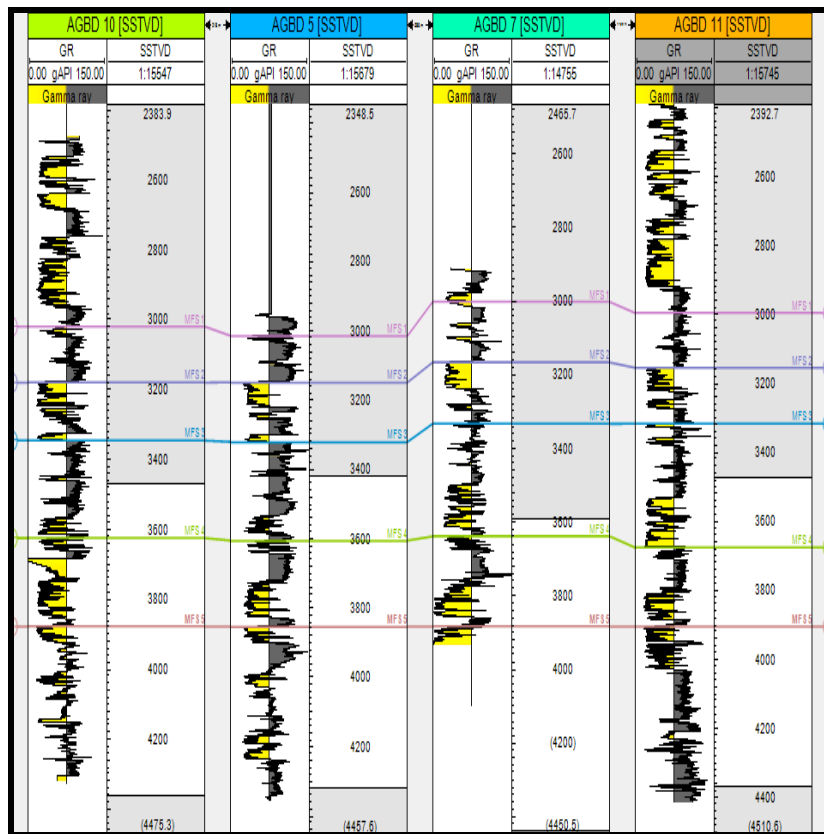 AGBD 10 [SSTVD]
AGBD 5 [SSTVD]
AGBD 7 [SSTVD]
AGBD 11 [SSTVD]
GR SSTVD
GR SSTVD
GR SSTVD
GR SSTVD
0.00 gAPI 150.00 1:15547
0.00 gAPI 150.00 1:15679
0.00 gAPI 150.00 1:14755
0.00 gAPI 150.00 1:15745
Gamma ray
Gamma ray
Gamma ray
Gamma ray
2383.9
2600
2800
3000
3200
3400
3600
3800
4000
4200
(4475.3)
2348.5
2600
2800
3000
3200
3400
3600
3800
4000
4200
(4457.6)
2465.7
2600
2800
3000
3200
3400
3600
3800
4000
(4200)
(4450.5)
2392.7
2600
2800
3000
3200
3400
3600
3800
4000
4200
4400
(4510.6)
MFS 1
MFS 1
MFS 1
MFS 1
MFS 2
MFS 2
MFS 2
MFS 2
MFS 3
MFS 3
MFS 3
MFS 3
MFS 4
MFS 4
MFS 4
MFS 4
MFS 5
MFS 5
MFS 5
MFS 5